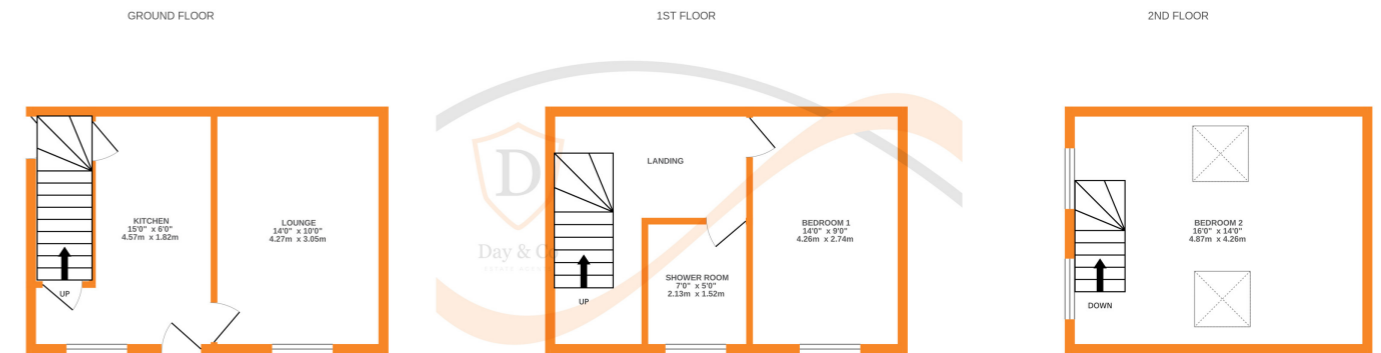 GROUND FLOOR
1ST FLOOR
2ND FLOOR
KITCHEN
15'0" x 6'0"
4.57m x 1.82m
UP
LOUNGE
14'0" x 10'0"
4.27m x 3.05m
D
Day & Co
ESTATE AGENTS
LANDING
UP
SHOWER ROOM
7'0" x 5'0"
2.13m x 1.52m
BEDROOM 1
14'0" x 9'0"
4.26m x 2.74m
BEDROOM 2
16'0" x 14'0"
4.87m x 4.26m
DOWN